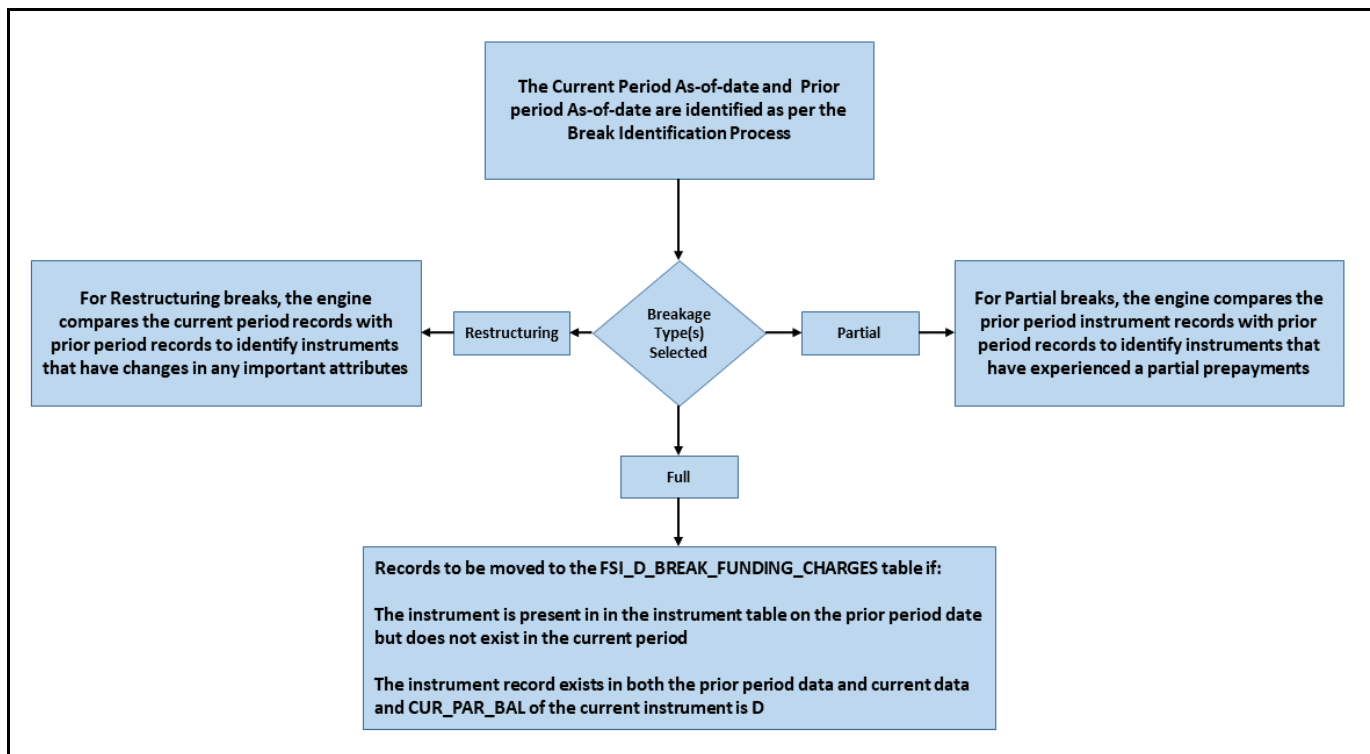 The Current Period As-of-date and Prior
period As-of-date are identified as per the
Break Identification Process
For Restructuring breaks, the engine
compares the current period records with
prior period records to identify instruments
that have changes in any important attributes
Restructuring
Breakage
Type(s)
Selected
Partial
For Partial breaks, the engine compares the
prior period instrument records with prior
period records to identify instruments that
have experienced a partial prepayments
Full
Records to be moved to the FSI_D_BREAK_FUNDING_CHARGES table if:
The instrument is present in in the instrument table on the prior period date
but does not exist in the current period
The instrument record exists in both the prior period data and current data
and CUR_PAR_BAL of the current instrument is D